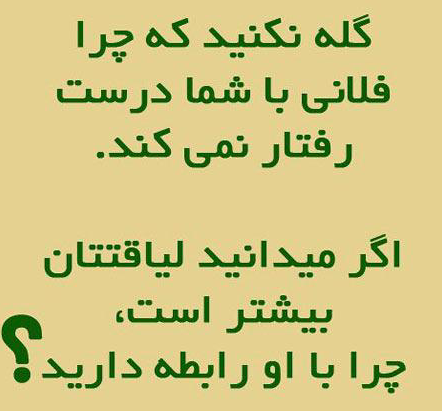 گله نکنید که چرا
فلانی با شما درست
رفتار نمی کند.
اگر میدانید لیاقتتان
بیشتر است،
چرا با او رابطه دارید؟